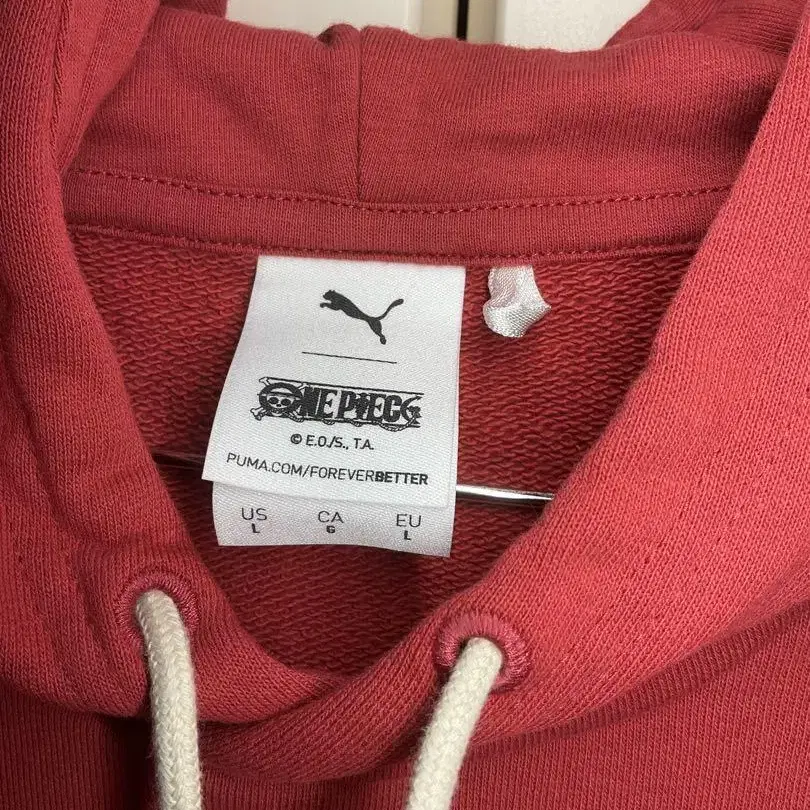 ONE PIECE
© E.O./S., T.A.
PUMA.COM/FOREVERBETTER
US CA EU
L G L